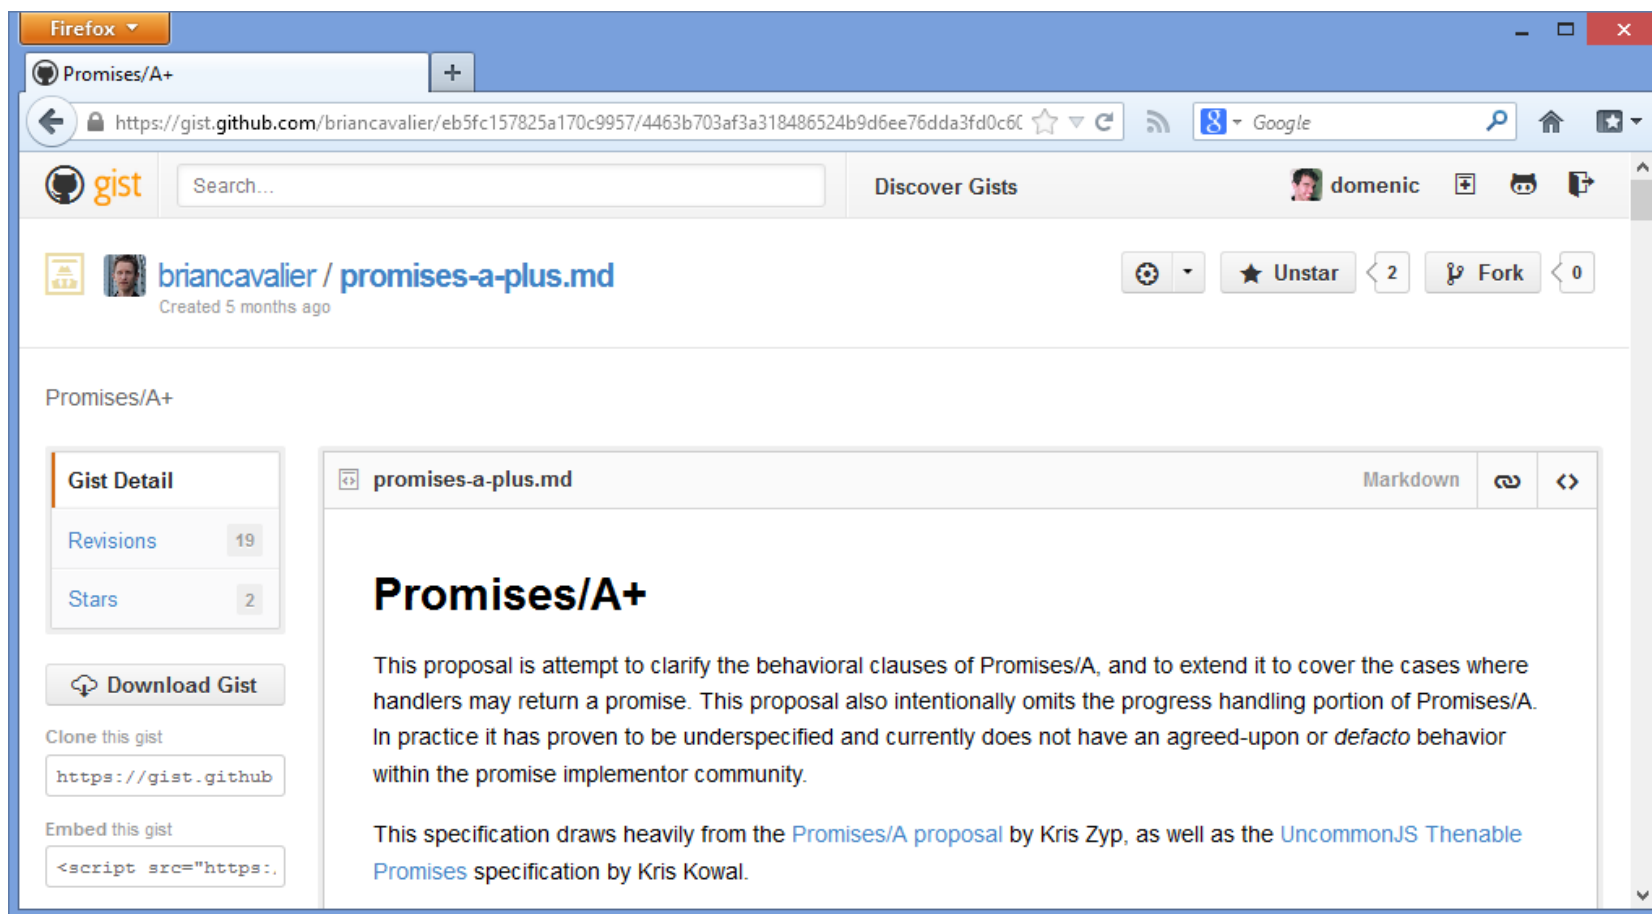 Firefox
Promises/A+
https://gist.github.com/briancavalier/eb5fc157825a170c9957/4463b703af3a318486524b9d6ee76dda3fd0c60
Google
gist
Search...
Discover Gists
domenic
briancavalier / promises-a-plus.md
Created 5 months ago
Unstar 2
Fork 0
Promises/A+
Gist Detail
Revisions 19
Stars 2
Download Gist
Clone this gist
https://gist.github
Embed this gist
<script src="https:
promises-a-plus.md
Markdown
Promises/A+
This proposal is attempt to clarify the behavioral clauses of Promises/A, and to extend it to cover the cases where
handlers may return a promise. This proposal also intentionally omits the progress handling portion of Promises/A.
In practice it has proven to be underspecified and currently does not have an agreed-upon or defacto behavior
within the promise implementor community.
This specification draws heavily from the Promises/A proposal by Kris Zyp, as well as the UncommonJS Thenable
Promises specification by Kris Kowal.